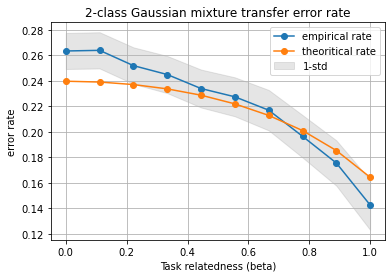 2-class Gaussian mixture transfer error rate
empirical rate
theoritical rate
1-std
error rate
0.28
0.26
0.24
0.22
0.20
0.18
0.16
0.14
0.12
0.0 0.2 0.4 0.6 0.8 1.0
Task relatedness (beta)